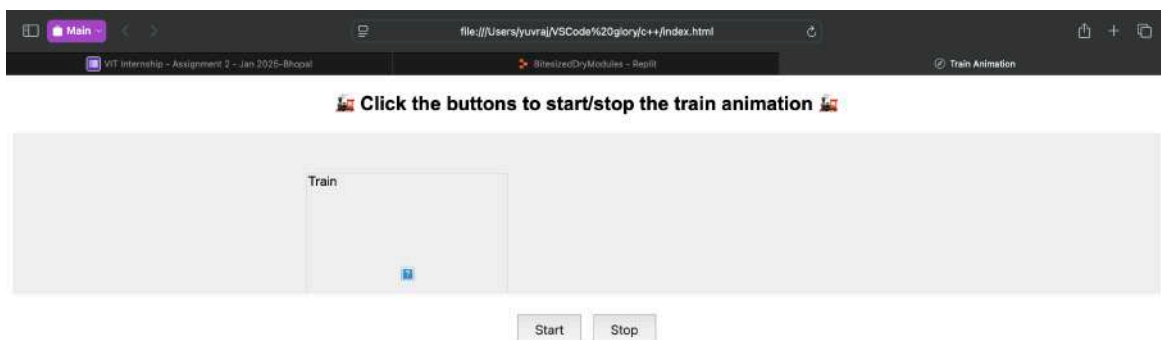 Main
file:///Users/yuvraj/VSCode%20glory/c++/index.html
VIT Internship - Assignment 2 - Jan 2025-Bhopal
BitesizedDryModules - Replit
Train Animation
🚂 Click the buttons to start/stop the train animation 🚂
Train
?
Start Stop